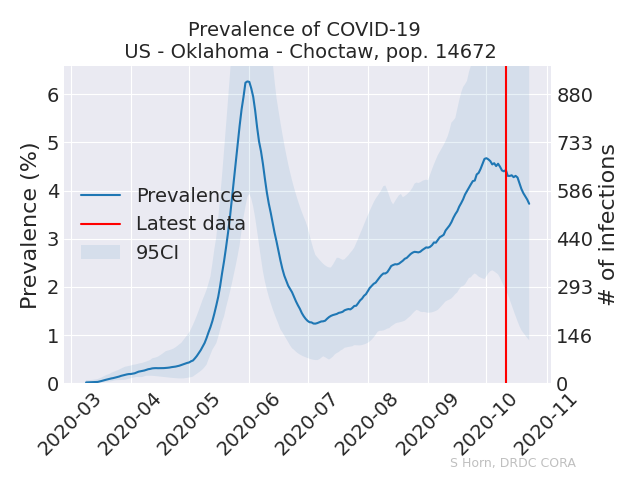 Prevalence of COVID-19
US - Oklahoma - Choctaw, pop. 14672
Prevalence (%)
6
5
4
3
2
1
0
880
733
586
440
293
146
0
# of infections
Prevalence
Latest data
95CI
2020-03
2020-04
2020-05
2020-06
2020-07
2020-08
2020-09
2020-10
2020-11
S Horn, DRDC CORA